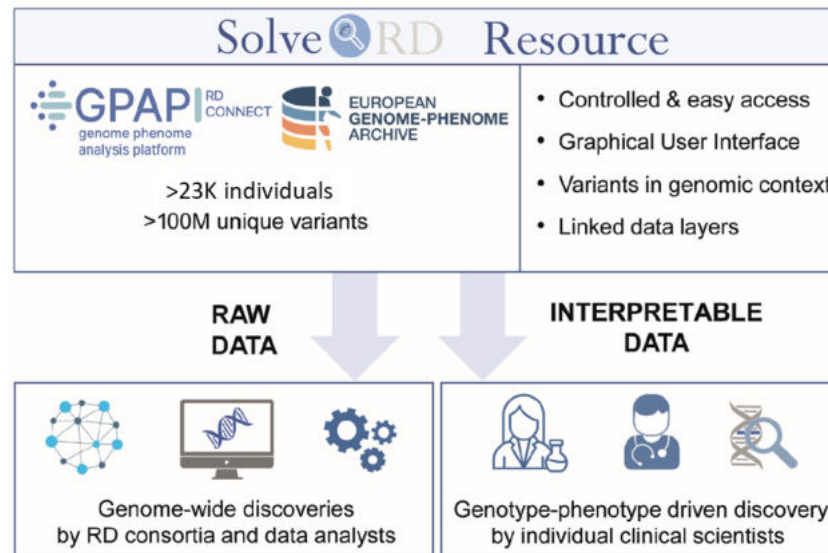 Solve RD Resource
GPAP RD
CONNECT
genome phenome
analysis platform
EUROPEAN
GENOME-PHENOME
ARCHIVE
>23K individuals
>100M unique variants
• Controlled & easy access
• Graphical User Interface
• Variants in genomic context
• Linked data layers
RAW
DATA
INTERPRETABLE
DATA
Genome-wide discoveries
by RD consortia and data analysts
Genotype-phenotype driven discovery
by individual clinical scientists